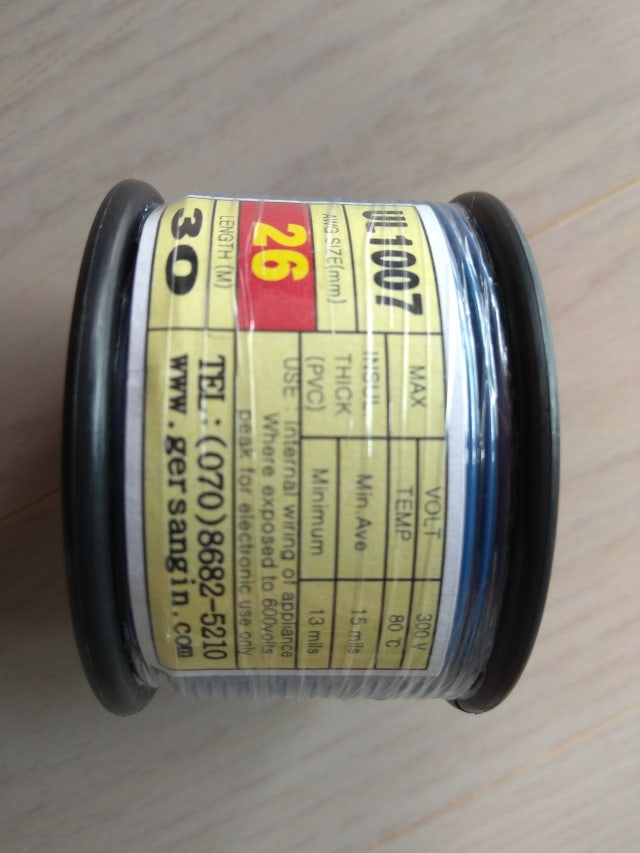 UL1007
AWG SIZE(mm)
26
LENGTH (M)
30
MAX
VOLT
300 V
TEMP
80 ℃
INSUL
THICK
(PVC)
Min.Ave
15 mils
Minimum
13 mils
USE : Internal wiring of appliance
Where exposed to 600volts
peak for electronic use only
TEL:(070)8682-5210
www.gersangin.com